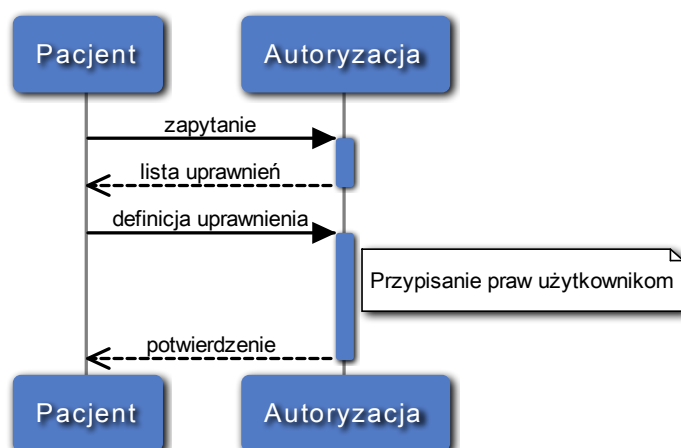 Pacjent
Autoryzacja
zapytanie
lista uprawnień
definicja uprawnienia
Przypisanie praw użytkownikom
potwierdzenie
Pacjent
Autoryzacja